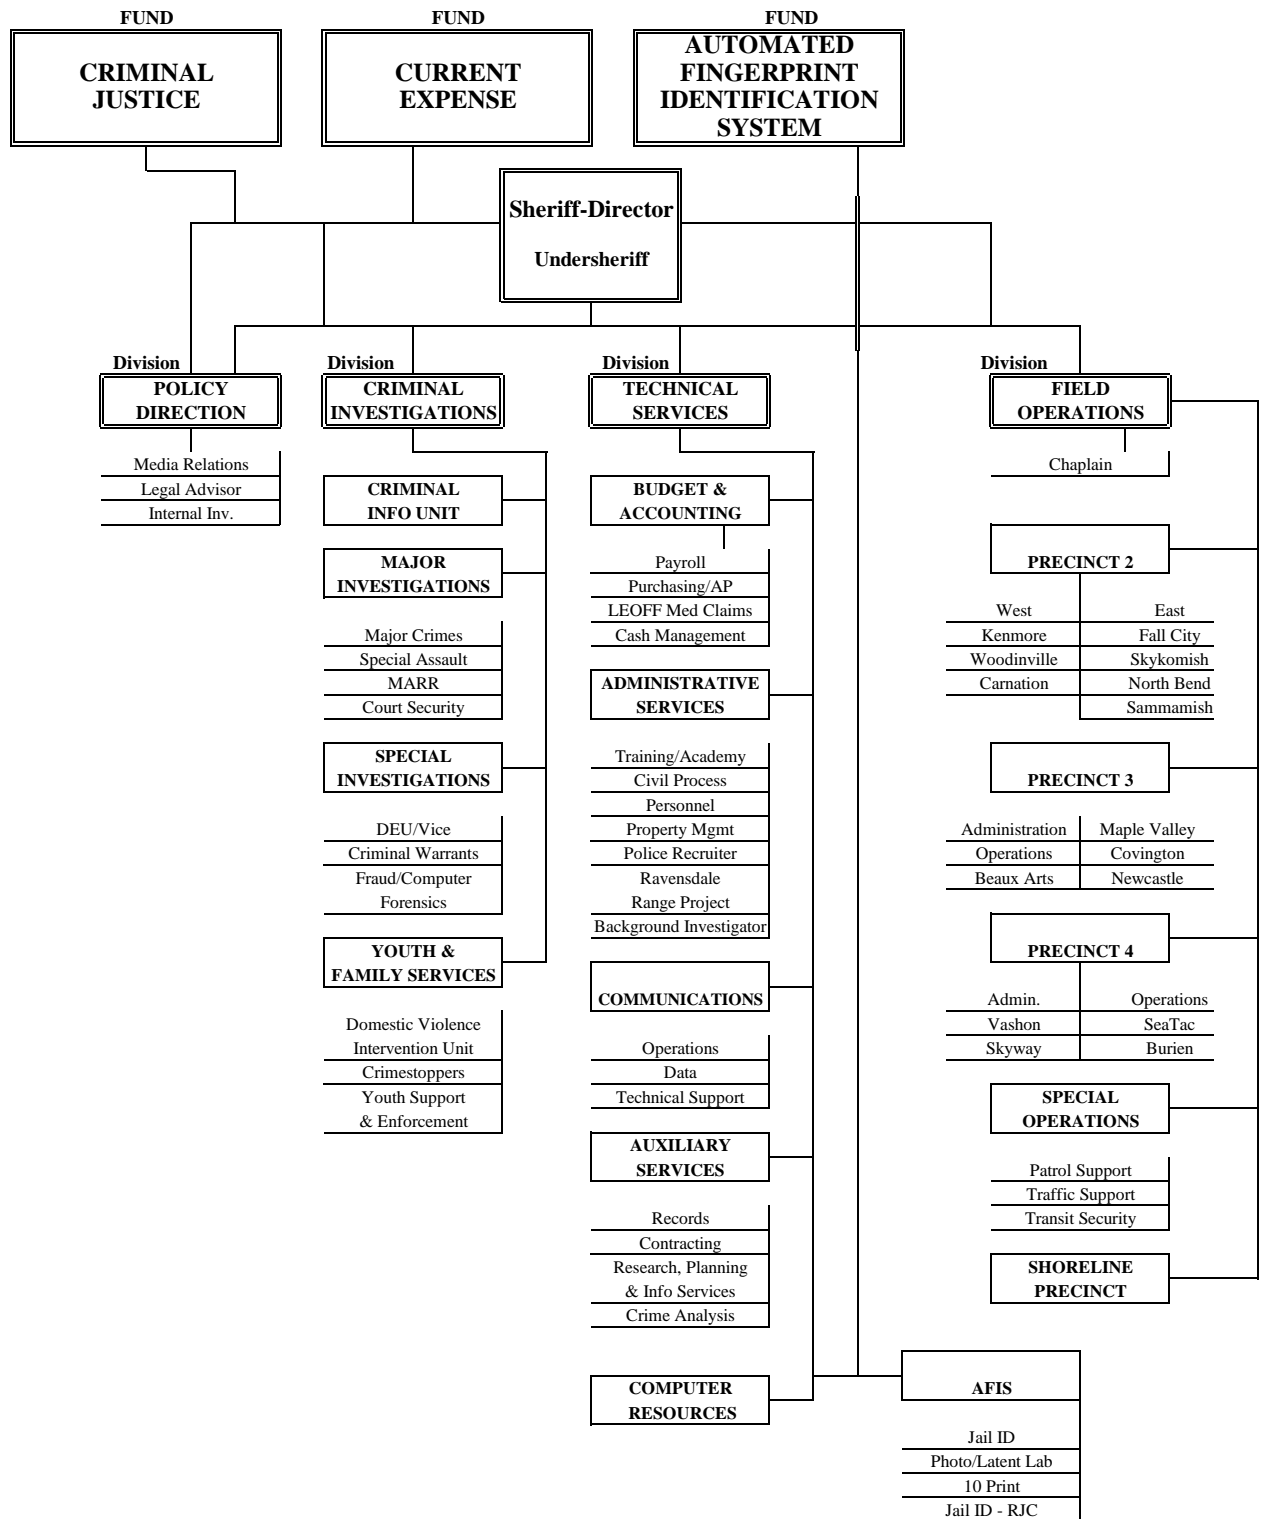 FUND
CRIMINAL
JUSTICE
FUND
CURRENT
EXPENSE
FUND
AUTOMATED
FINGERPRINT
IDENTIFICATION
SYSTEM
Sheriff-Director
Undersheriff
Division
POLICY
DIRECTION
Media Relations
Legal Advisor
Internal Inv.
Division
CRIMINAL
INVESTIGATIONS
CRIMINAL
INFO UNIT
MAJOR
INVESTIGATIONS
Major Crimes
Special Assault
MARR
Court Security
SPECIAL
INVESTIGATIONS
DEU/Vice
Criminal Warrants
Fraud/Computer
Forensics
YOUTH &
FAMILY SERVICES
Domestic Violence
Intervention Unit
Crimestoppers
Youth Support
& Enforcement
Division
TECHNICAL
SERVICES
BUDGET &
ACCOUNTING
Payroll
Purchasing/AP
LEOFF Med Claims
Cash Management
ADMINISTRATIVE
SERVICES
Training/Academy
Civil Process
Personnel
Property Mgmt
Police Recruiter
Ravensdale
Range Project
Background Investigator
COMMUNICATIONS
Operations
Data
Technical Support
AUXILIARY
SERVICES
Records
Contracting
Research, Planning
& Info Services
Crime Analysis
COMPUTER
RESOURCES
Division
FIELD
OPERATIONS
Chaplain
PRECINCT 2
West
Kenmore
Woodinville
Carnation
East
Fall City
Skykomish
North Bend
Sammamish
PRECINCT 3
Administration
Operations
Beaux Arts
Maple Valley
Covington
Newcastle
PRECINCT 4
Admin.
Vashon
Skyway
Operations
SeaTac
Burien
SPECIAL
OPERATIONS
Patrol Support
Traffic Support
Transit Security
SHORELINE
PRECINCT
AFIS
Jail ID
Photo/Latent Lab
10 Print
Jail ID - RJC